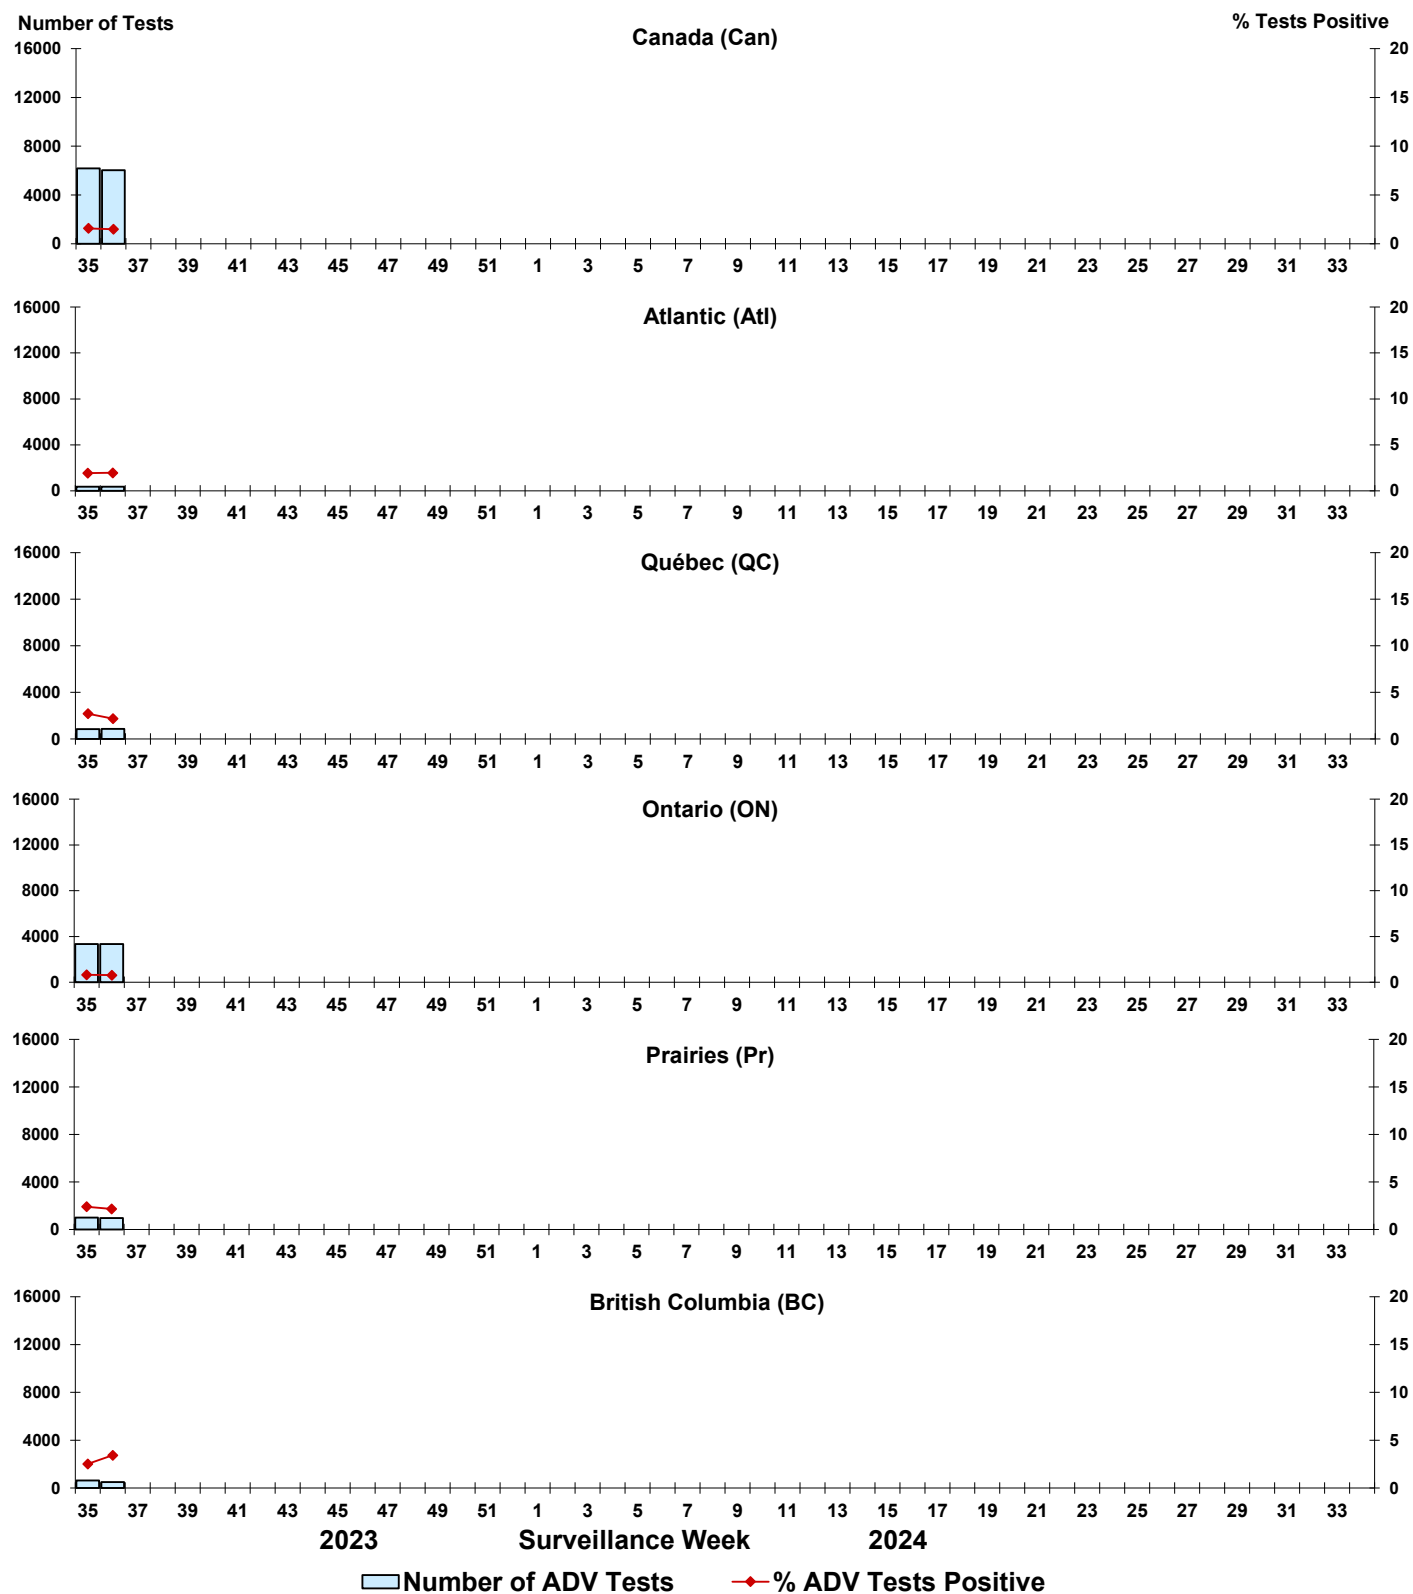 Number of Tests
% Tests Positive
Canada (Can)
16000 20
12000 15
8000 10
4000 5
0 0
35 37 39 41 43 45 47 49 51 1 3 5 7 9 11 13 15 17 19 21 23 25 27 29 31 33
Atlantic (Atl)
16000 20
12000 15
8000 10
4000 5
0 0
35 37 39 41 43 45 47 49 51 1 3 5 7 9 11 13 15 17 19 21 23 25 27 29 31 33
Québec (QC)
16000 20
12000 15
8000 10
4000 5
0 0
35 37 39 41 43 45 47 49 51 1 3 5 7 9 11 13 15 17 19 21 23 25 27 29 31 33
Ontario (ON)
16000 20
12000 15
8000 10
4000 5
0 0
35 37 39 41 43 45 47 49 51 1 3 5 7 9 11 13 15 17 19 21 23 25 27 29 31 33
Prairies (Pr)
16000 20
12000 15
8000 10
4000 5
0 0
35 37 39 41 43 45 47 49 51 1 3 5 7 9 11 13 15 17 19 21 23 25 27 29 31 33
British Columbia (BC)
16000 20
12000 15
8000 10
4000 5
0 0
35 37 39 41 43 45 47 49 51 1 3 5 7 9 11 13 15 17 19 21 23 25 27 29 31 33
2023 Surveillance Week 2024
Number of ADV Tests % ADV Tests Positive